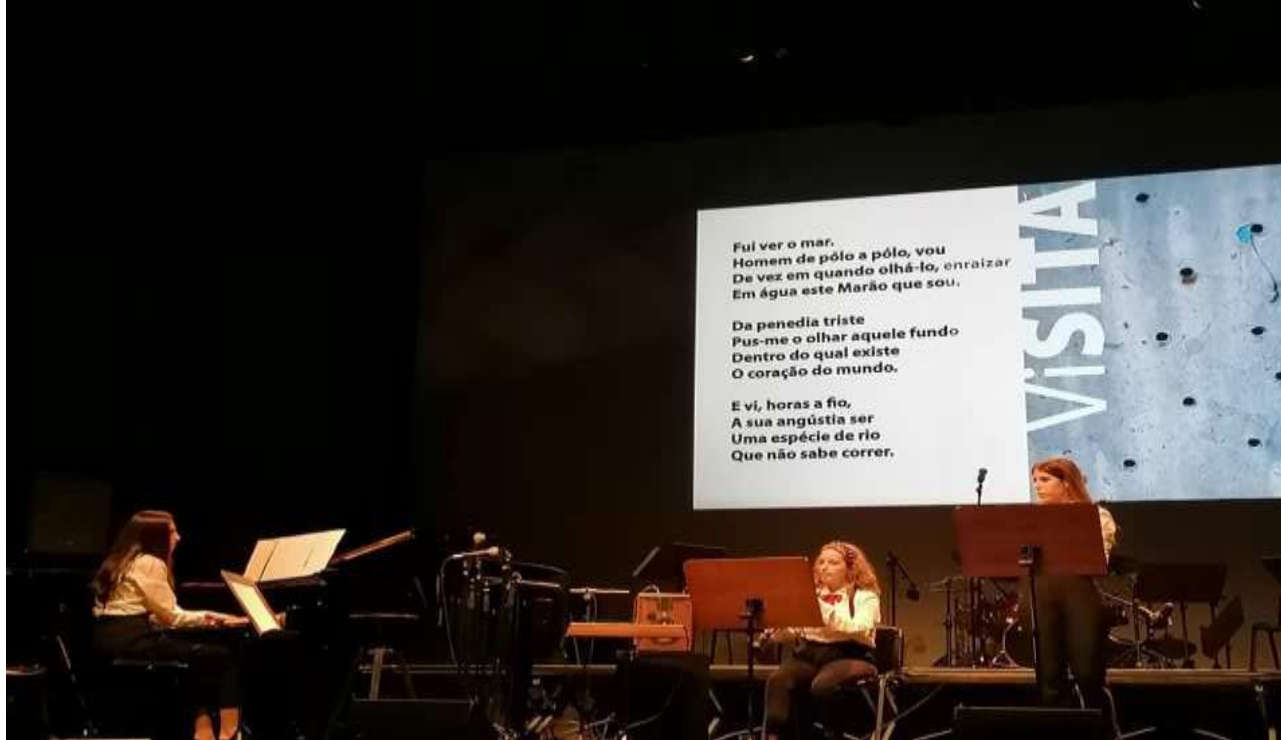 Fui ver o mar.
Homem de pólo a pólo, vou
De vez em quando olhá-lo, enraizar
Em água este Marão que sou.
Da penedia triste
Pus-me o olhar aquele fundo
Dentro do qual existe
O coração do mundo.
E vi, horas a fio,
A sua angústia ser
Uma espécie de rio
Que não sabe correr.
ViSITA